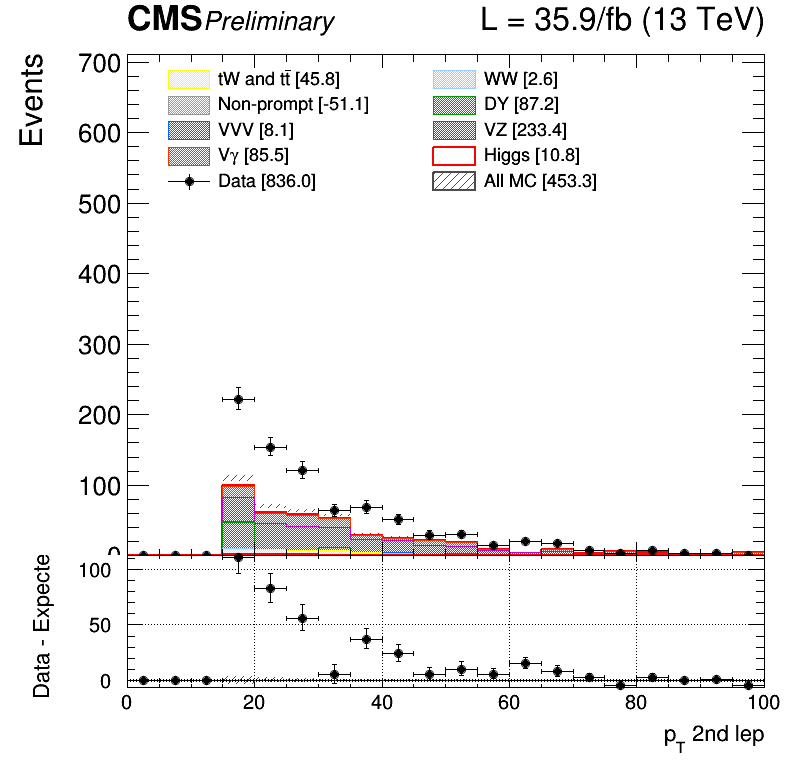 CMS Preliminary L = 35.9/fb (13 TeV)
Events
700
600
500
400
300
200
100
0
tW and tt̄ [45.8]
Non-prompt [-51.1]
VVV [8.1]
Vγ [85.5]
Data [836.0]
WW [2.6]
DY [87.2]
VZ [233.4]
Higgs [10.8]
All MC [453.3]
Data - Expecte
100
50
0
0 20 40 60 80 100
p_T 2nd lep